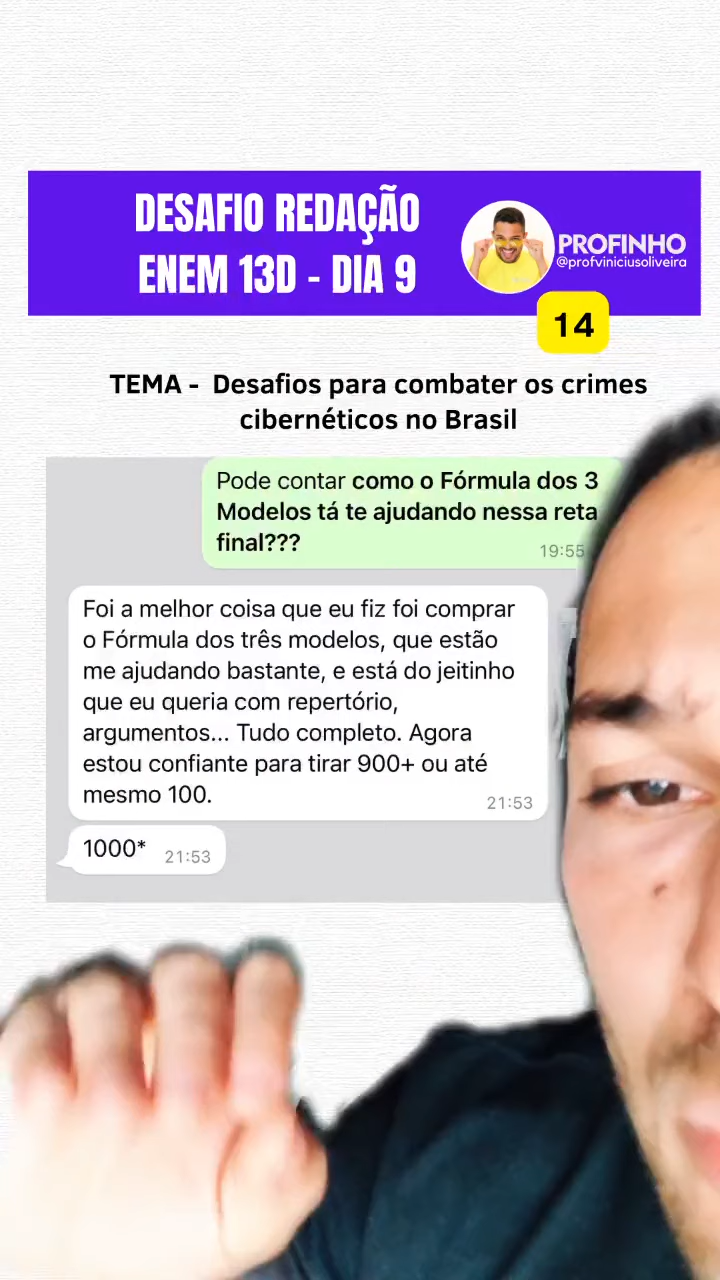 DESAFIO REDAÇÃO
ENEM 13D - DIA 9
PROFINHO
@profviniciusoliveira
14
TEMA - Desafios para combater os crimes
cibernéticos no Brasil
Pode contar como o Fórmula dos 3
Modelos tá te ajudando nessa reta
final???
19:55
Foi a melhor coisa que eu fiz foi comprar
o Fórmula dos três modelos, que estão
me ajudando bastante, e está do jeitinho
que eu queria com repertório,
argumentos... Tudo completo. Agora
estou confiante para tirar 900+ ou até
mesmo 100.
21:53
1000* 21:53